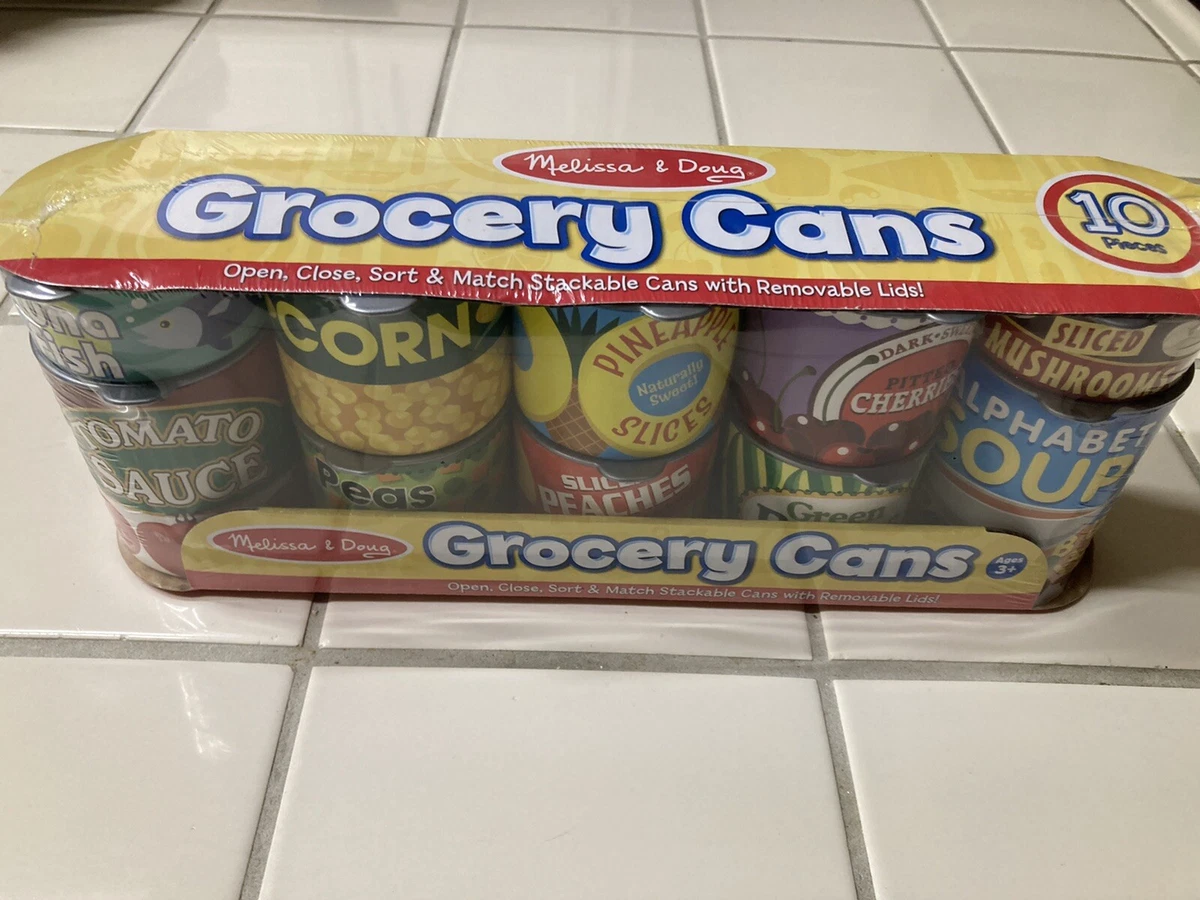 Melissa & Doug
Grocery Cans
10
Pieces
Open, Close, Sort & Match Stackable Cans with Removable Lids!
CORN
PINEAPPLE
Naturally
Sweet!
SLICES
DARK
CHERRIES
SLICED
MUSHROOMS
TOMATO
SAUCE
Peas
PEACHES
Green
ALPHABET
SOUP
Melissa & Doug
Grocery Cans
Ages
3+
Open, Close, Sort & Match Stackable Cans with Removable Lids!